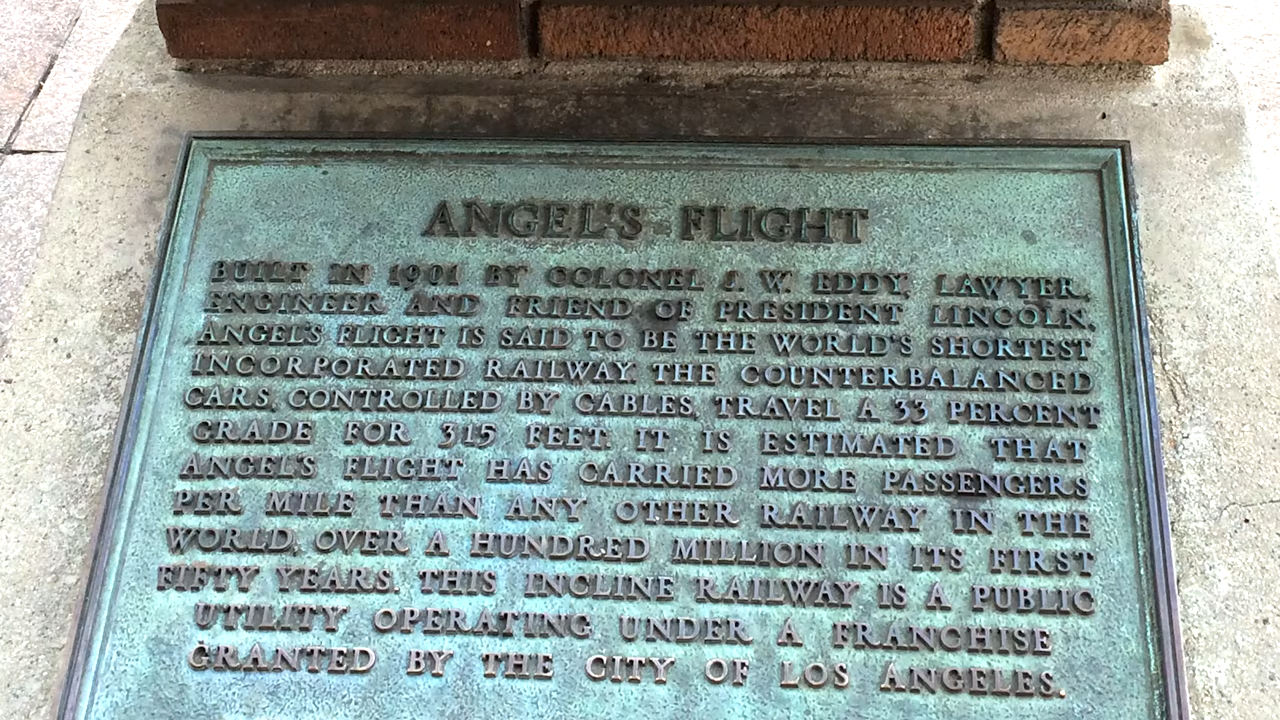 ANGEL'S FLIGHT
BUILT IN 1901 BY COLONEL J. W. EDDY, LAWYER,
ENGINEER AND FRIEND OF PRESIDENT LINCOLN,
ANGEL'S FLIGHT IS SAID TO BE THE WORLD'S SHORTEST
INCORPORATED RAILWAY. THE COUNTERBALANCED
CARS, CONTROLLED BY CABLES, TRAVEL A 33 PERCENT
GRADE FOR 315 FEET. IT IS ESTIMATED THAT
ANGEL'S FLIGHT HAS CARRIED MORE PASSENGERS
PER MILE THAN ANY OTHER RAILWAY IN THE
WORLD, OVER A HUNDRED MILLION IN ITS FIRST
FIFTY YEARS. THIS INCLINE RAILWAY IS A PUBLIC
UTILITY OPERATING UNDER A FRANCHISE
GRANTED BY THE CITY OF LOS ANGELES.